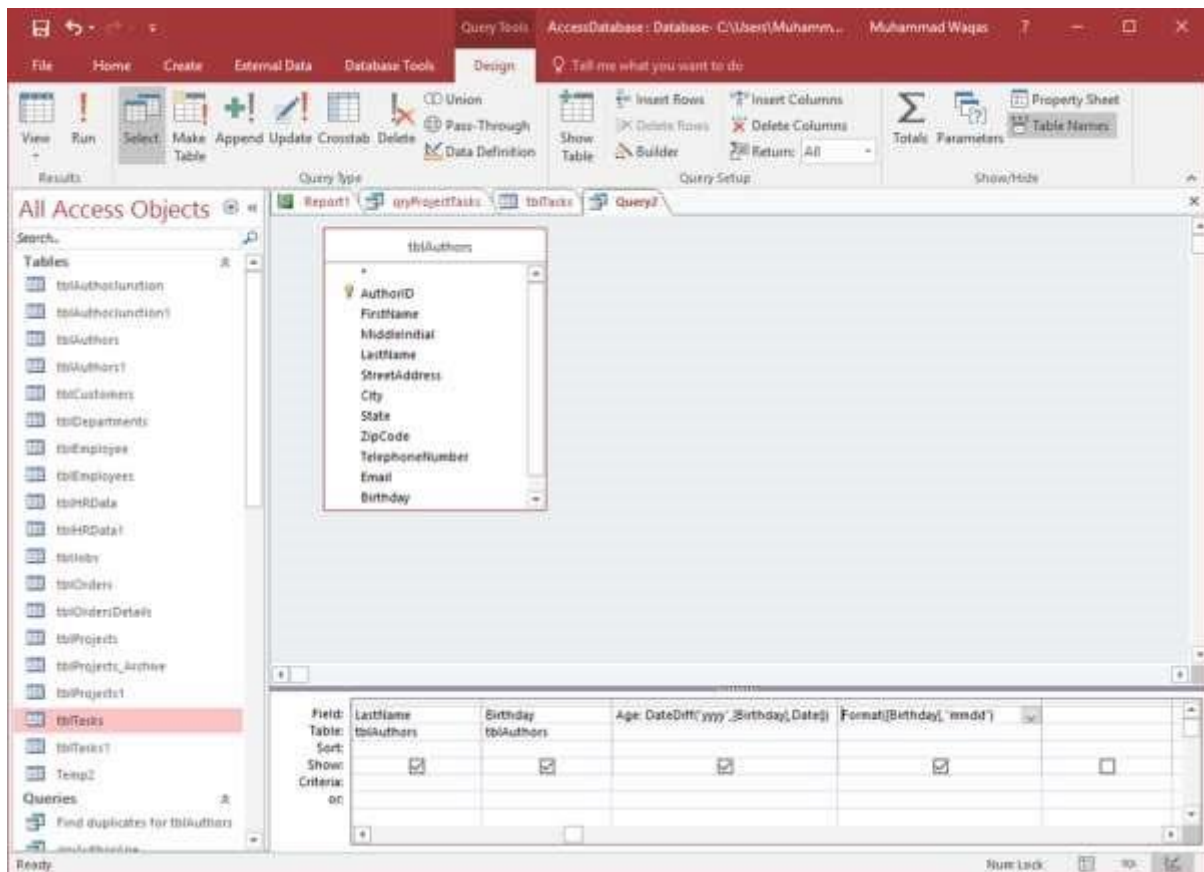 Query Tools AccessDatabase : Database- C:\Users\Muhamm... Muhammad Waqas ?
File Home Create External Data Database Tools Design Tell me what you want to do
View Run Select Make Table Append Update Crosstab Delete
Union
Pass-Through
Data Definition
Show Table
Insert Rows
Delete Rows
Builder
Insert Columns
Delete Columns
Return: All
Totals Parameters
Property Sheet
Table Names
Results Query Type Query Setup Show/Hide
All Access Objects
Search..
Tables
tblAuthorJunction
tblAuthorJunction1
tblAuthors
tblAuthors1
tblCustomers
tblDepartments
tblEmployee
tblEmployees
tblHRData
tblHRData1
tblJobs
tblOrders
tblOrdersDetails
tblProjects
tblProjects_Archive
tblProjects1
tblTasks
tblTasks1
Temp2
Queries
Find duplicates for tblAuthors
Report1 qryProjectTasks tblTasks Query2
tblAuthors
*
AuthorID
FirstName
MiddleInitial
LastName
StreetAddress
City
State
ZipCode
TelephoneNumber
Email
Birthday
Field: LastName Birthday Age: DateDiff("yyyy",[Birthday],Date()) Format([Birthday], "mmdd")
Table: tblAuthors tblAuthors
Sort:
Show:
Criteria:
or:
Ready Num Lock SQL